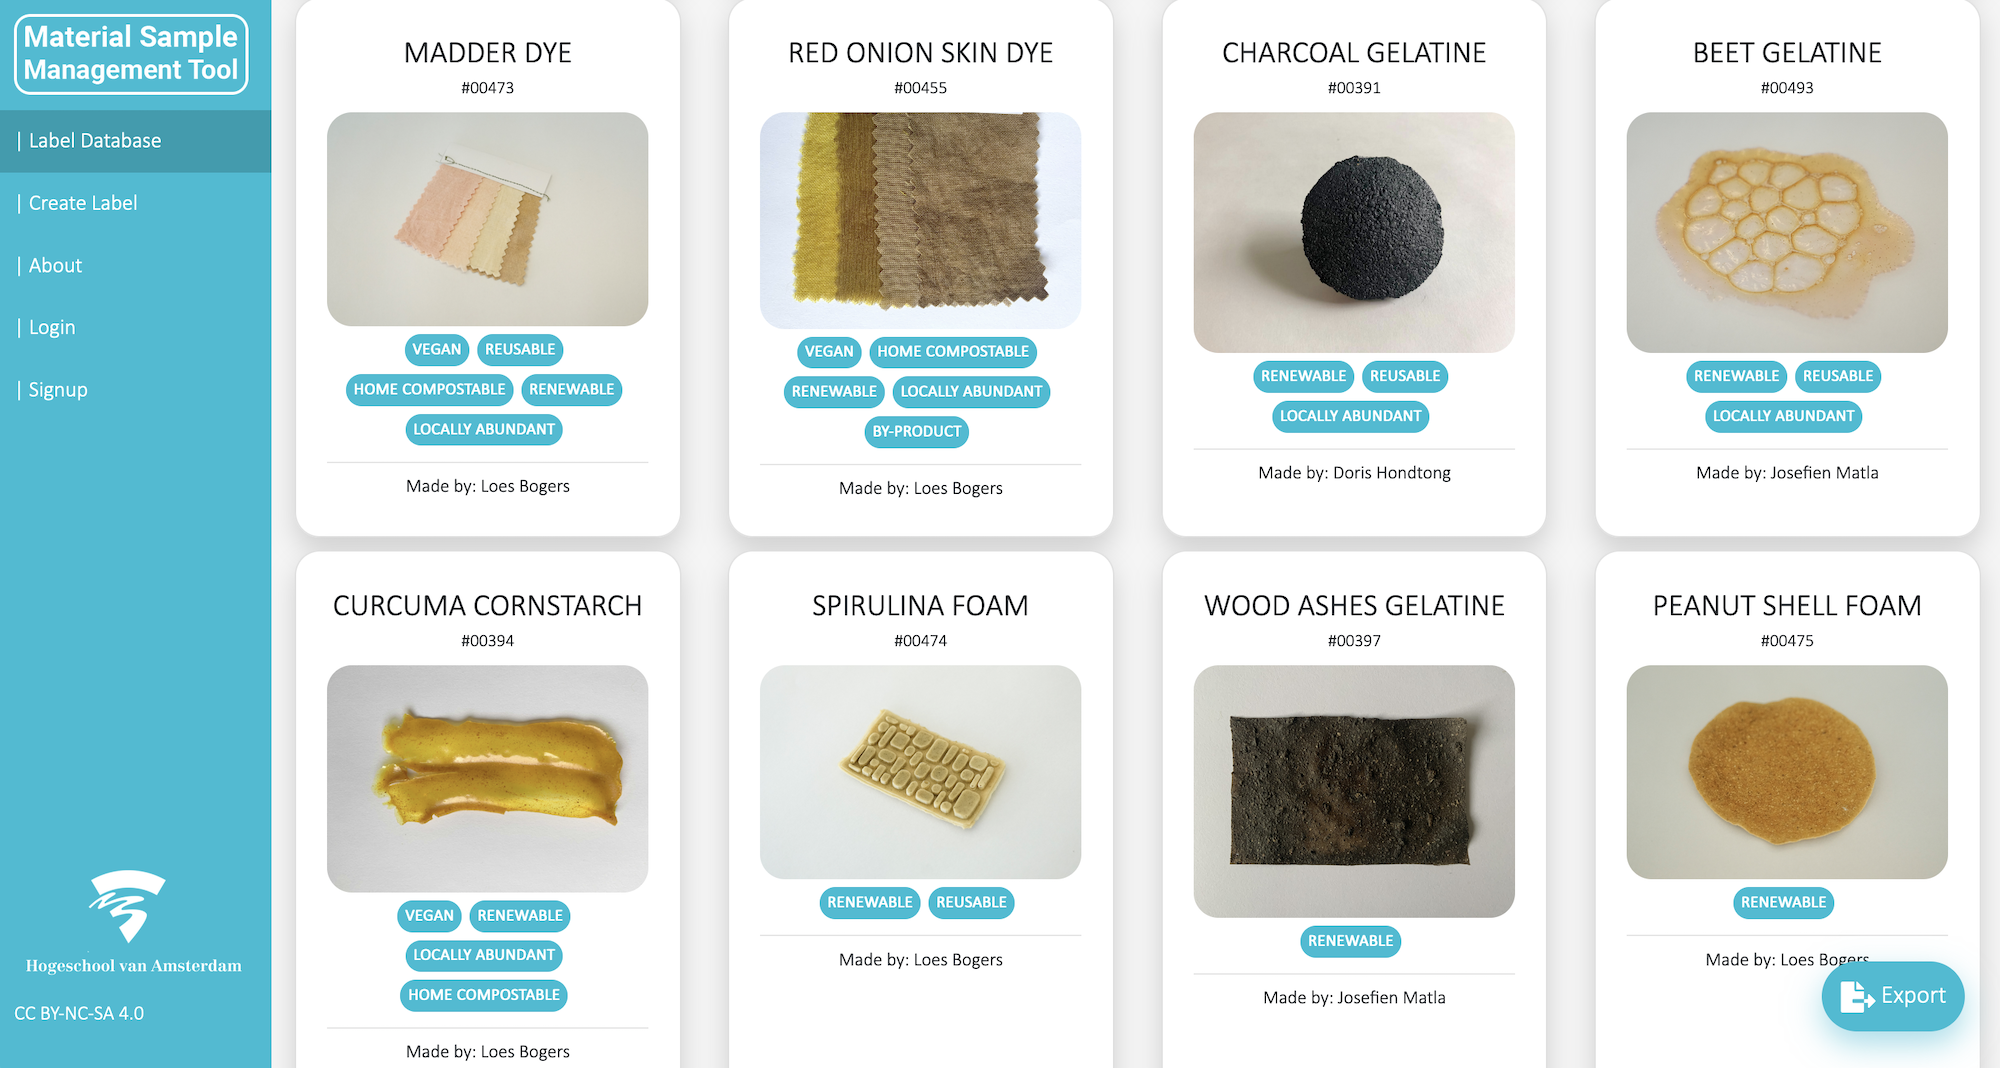 Material Sample
Management Tool
| Label Database
| Create Label
| About
| Login
| Signup
Hogeschool van Amsterdam
CC BY-NC-SA 4.0
MADDER DYE
#00473
VEGAN REUSABLE
HOME COMPOSTABLE RENEWABLE
LOCALLY ABUNDANT
Made by: Loes Bogers
RED ONION SKIN DYE
#00455
VEGAN HOME COMPOSTABLE
RENEWABLE LOCALLY ABUNDANT
BY-PRODUCT
Made by: Loes Bogers
CHARCOAL GELATINE
#00391
RENEWABLE REUSABLE
LOCALLY ABUNDANT
Made by: Doris Hondtong
BEET GELATINE
#00493
RENEWABLE REUSABLE
LOCALLY ABUNDANT
Made by: Josefien Matla
CURCUMA CORNSTARCH
#00394
VEGAN RENEWABLE
LOCALLY ABUNDANT
HOME COMPOSTABLE
Made by: Loes Bogers
SPIRULINA FOAM
#00474
RENEWABLE REUSABLE
Made by: Loes Bogers
WOOD ASHES GELATINE
#00397
RENEWABLE
Made by: Josefien Matla
PEANUT SHELL FOAM
#00475
RENEWABLE
Made by: Loes Bogers
Export